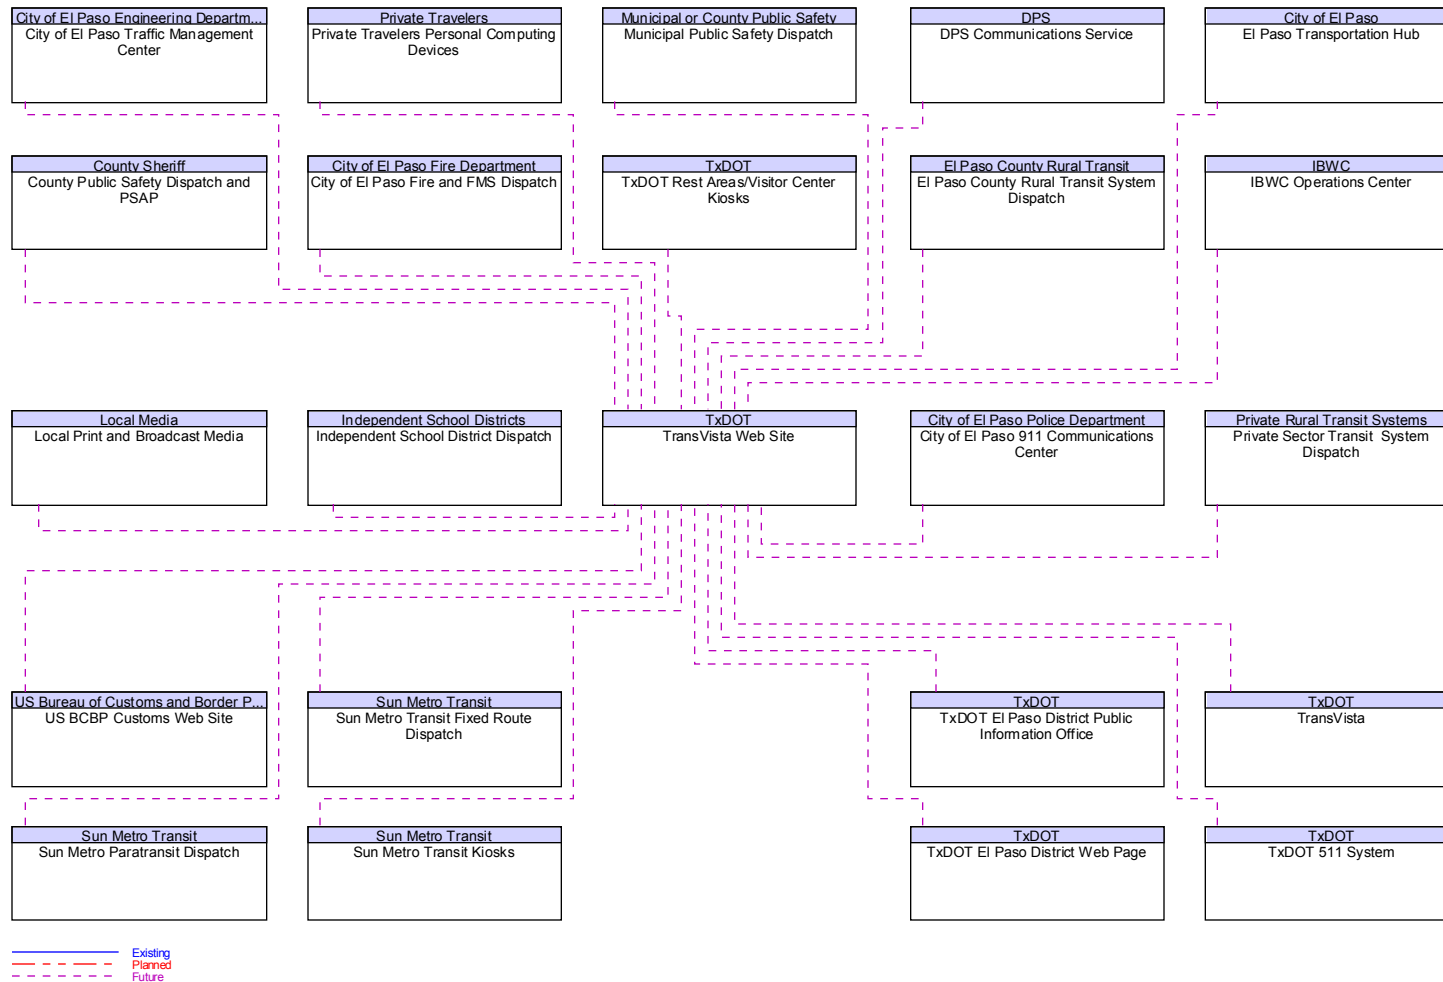 City of El Paso Engineering Departm...
City of El Paso Traffic Management
Center
Private Travelers
Private Travelers Personal Computing
Devices
Municipal or County Public Safety
Municipal Public Safety Dispatch
DPS
DPS Communications Service
City of El Paso
El Paso Transportation Hub
County Sheriff
County Public Safety Dispatch and
PSAP
City of El Paso Fire Department
City of El Paso Fire and FMS Dispatch
TxDOT
TxDOT Rest Areas/Visitor Center
Kiosks
El Paso County Rural Transit
El Paso County Rural Transit System
Dispatch
IBWC
IBWC Operations Center
Local Media
Local Print and Broadcast Media
Independent School Districts
Independent School District Dispatch
TxDOT
TransVista Web Site
City of El Paso Police Department
City of El Paso 911 Communications
Center
Private Rural Transit Systems
Private Sector Transit System
Dispatch
US Bureau of Customs and Border P...
US BCBP Customs Web Site
Sun Metro Transit
Sun Metro Transit Fixed Route
Dispatch
TxDOT
TxDOT El Paso District Public
Information Office
TxDOT
TransVista
Sun Metro Transit
Sun Metro Paratransit Dispatch
Sun Metro Transit
Sun Metro Transit Kiosks
TxDOT
TxDOT El Paso District Web Page
TxDOT
TxDOT 511 System
Existing
Planned
Future